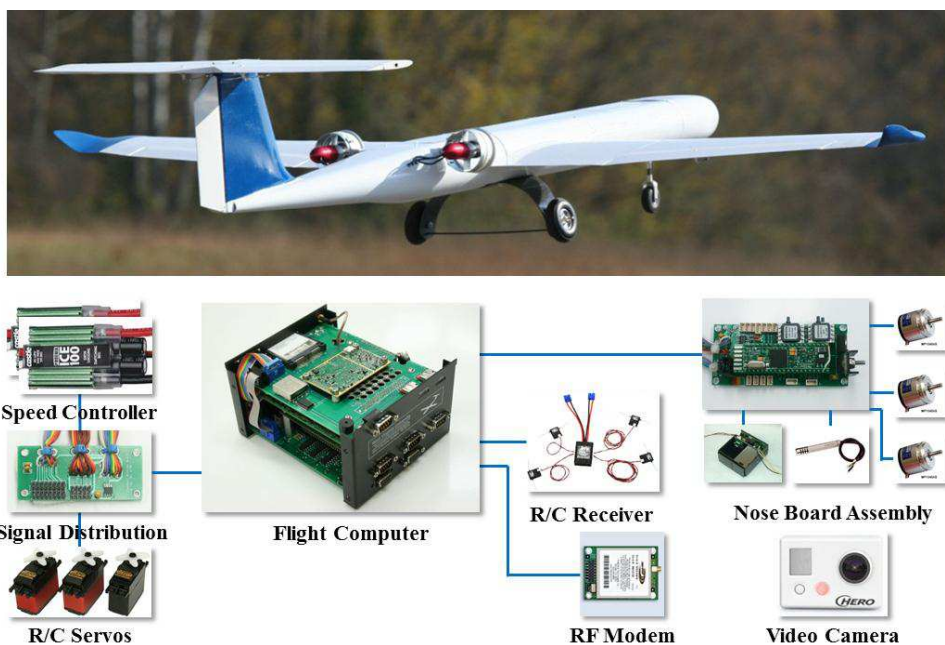 ICE
100
Speed Controller
Signal Distribution
R/C Servos
Flight Computer
R/C Receiver
RF Modem
Nose Board Assembly
HERO
Video Camera